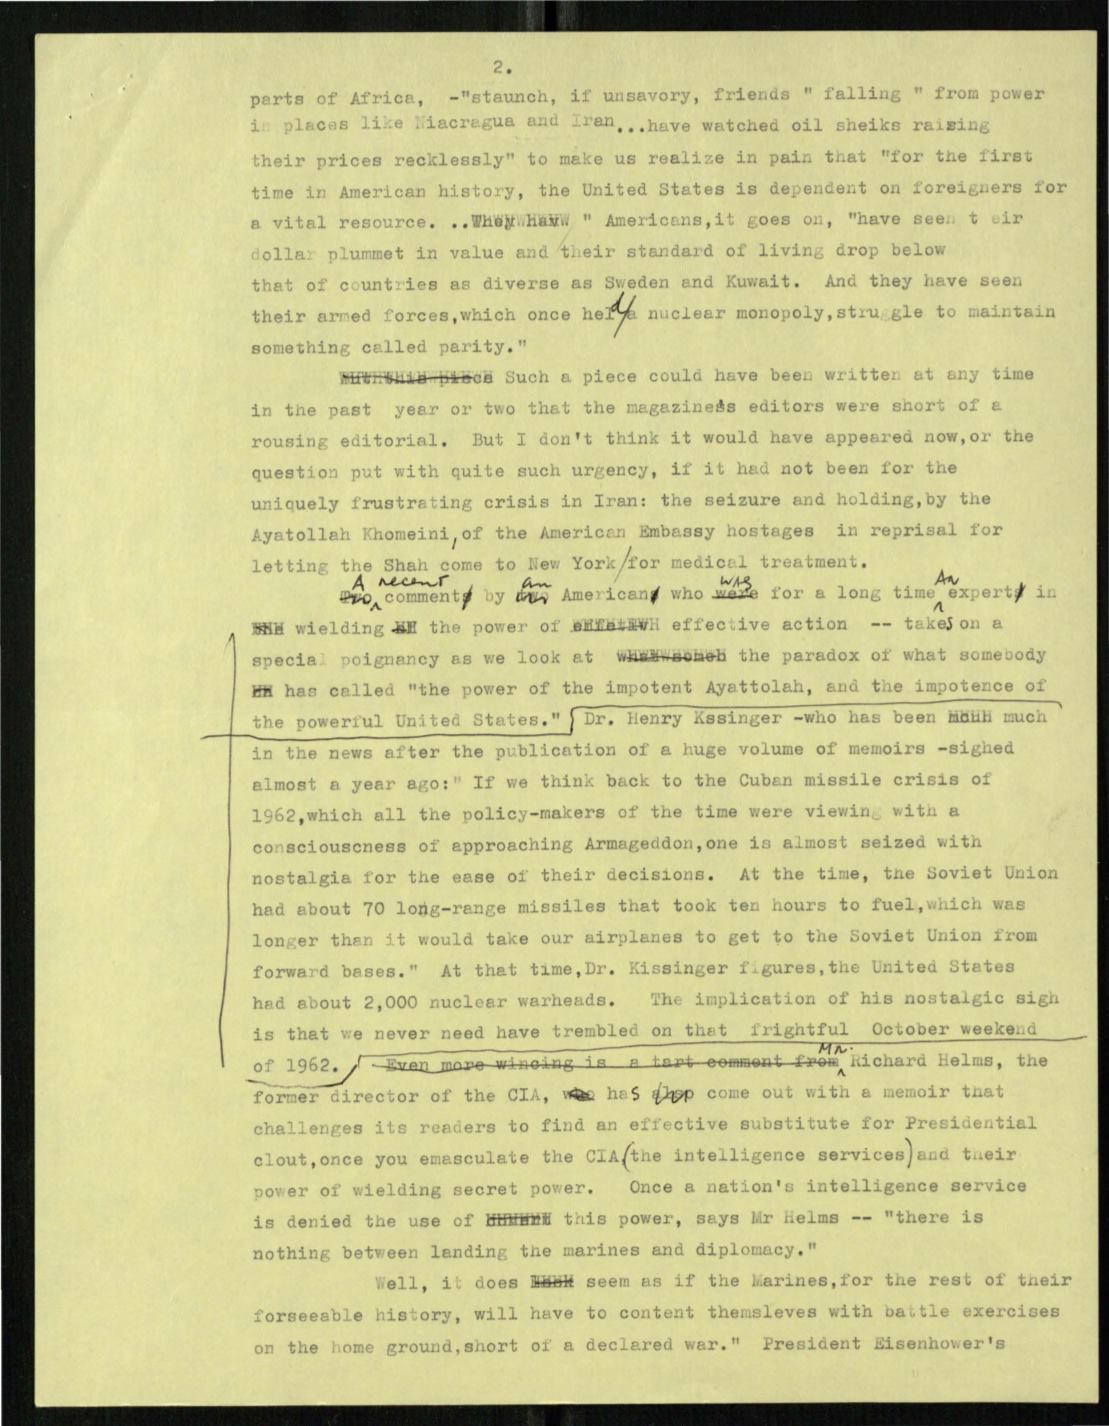 2.
parts of Africa, -"staunch, if unsavory, friends " falling " from power
in places like Niacragua and Iran...have watched oil sheiks raising
their prices recklessly" to make us realize in pain that "for the first
time in American history, the United States is dependent on foreigners for
a vital resource. .. " Americans,it goes on, "have seen t eir
dollar plummet in value and their standard of living drop below
that of countries as diverse as Sweden and Kuwait. And they have seen
their armed forces,which once held/a nuclear monopoly,struggle to maintain
something called parity."
Such a piece could have been written at any time
in the past year or two that the magazine's editors were short of a
rousing editorial. But I don't think it would have appeared now,or the
question put with quite such urgency, if it had not been for the
uniquely frustrating crisis in Iran: the seizure and holding,by the
Ayatollah Khomeini,of the American Embassy hostages in reprisal for
letting the Shah come to New York/for medical treatment.
A recent comment by an American who was for a long time An expert in
wielding the power of effective action -- takes on a
special poignancy as we look at the paradox of what somebody
has called "the power of the impotent Ayattolah, and the impotence of
the powerful United States." Dr. Henry Kssinger -who has been much
in the news after the publication of a huge volume of memoirs -sighed
almost a year ago:" If we think back to the Cuban missile crisis of
1962,which all the policy-makers of the time were viewing with a
consciouscness of approaching Armageddon,one is almost seized with
nostalgia for the ease of their decisions. At the time, the Soviet Union
had about 70 long-range missiles that took ten hours to fuel,which was
longer than it would take our airplanes to get to the Soviet Union from
forward bases." At that time,Dr. Kissinger figures,the United States
had about 2,000 nuclear warheads. The implication of his nostalgic sigh
is that we never need have trembled on that frightful October weekend
of 1962. Even more wincing is a tart comment from Mr. Richard Helms, the
former director of the CIA, who has also come out with a memoir that
challenges its readers to find an effective substitute for Presidential
clout,once you emasculate the CIA(the intelligence services)and their
power of wielding secret power. Once a nation's intelligence service
is denied the use of this power, says Mr Helms -- "there is
nothing between landing the marines and diplomacy."
Well, it does seem as if the Marines,for the rest of their
forseeable history, will have to content themsleves with battle exercises
on the home ground,short of a declared war." President Eisenhower's